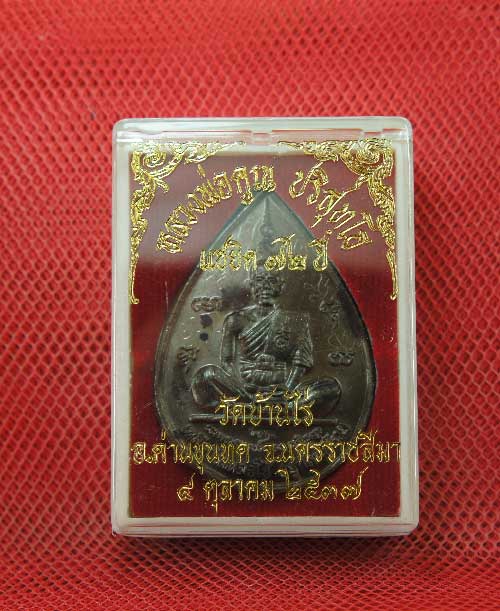 หลวงพ่อคูณ ปริสุทโธ
แซยิด ๗๒ ปี
วัดบ้านไร่
อ.ด่านขุนทด จ.นครราชสีมา
๔ ตุลาคม ๒๕๓๗